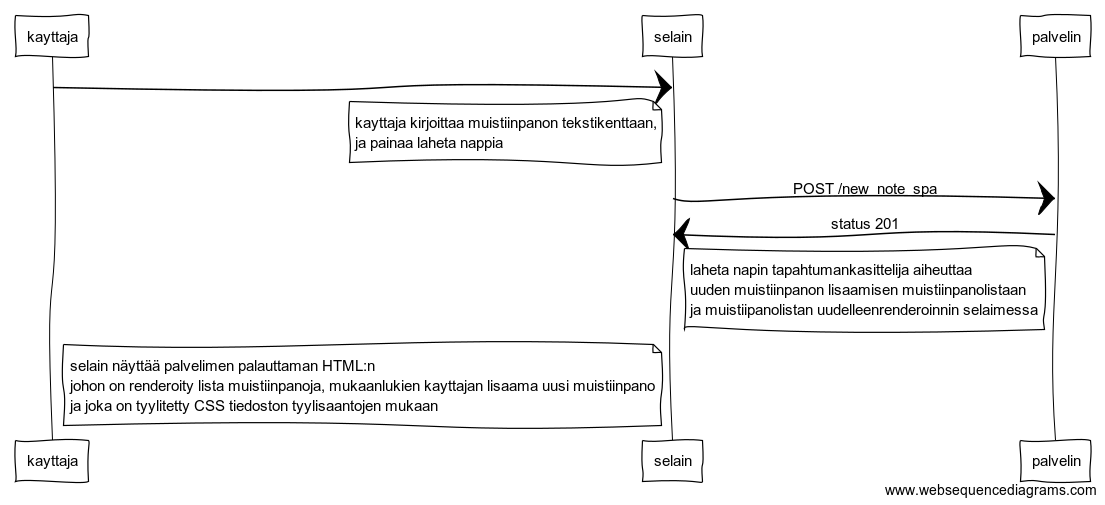 kayttaja
selain
palvelin
kayttaja kirjoittaa muistiinpanon tekstikenttaan,
ja painaa laheta nappia
POST /new_note_spa
status 201
laheta napin tapahtumankasittelija aiheuttaa
uuden muistiinpanon lisaamisen muistiinpanolistaan
ja muistiipanolistan uudelleenrenderoinnin selaimessa
selain näyttää palvelimen palauttaman HTML:n
johon on renderoity lista muistiinpanoja, mukaanlukien kayttajan lisaama uusi muistiinpano
ja joka on tyylitetty CSS tiedoston tyylisaantojen mukaan
kayttaja
selain
palvelin
www.websequencediagrams.com